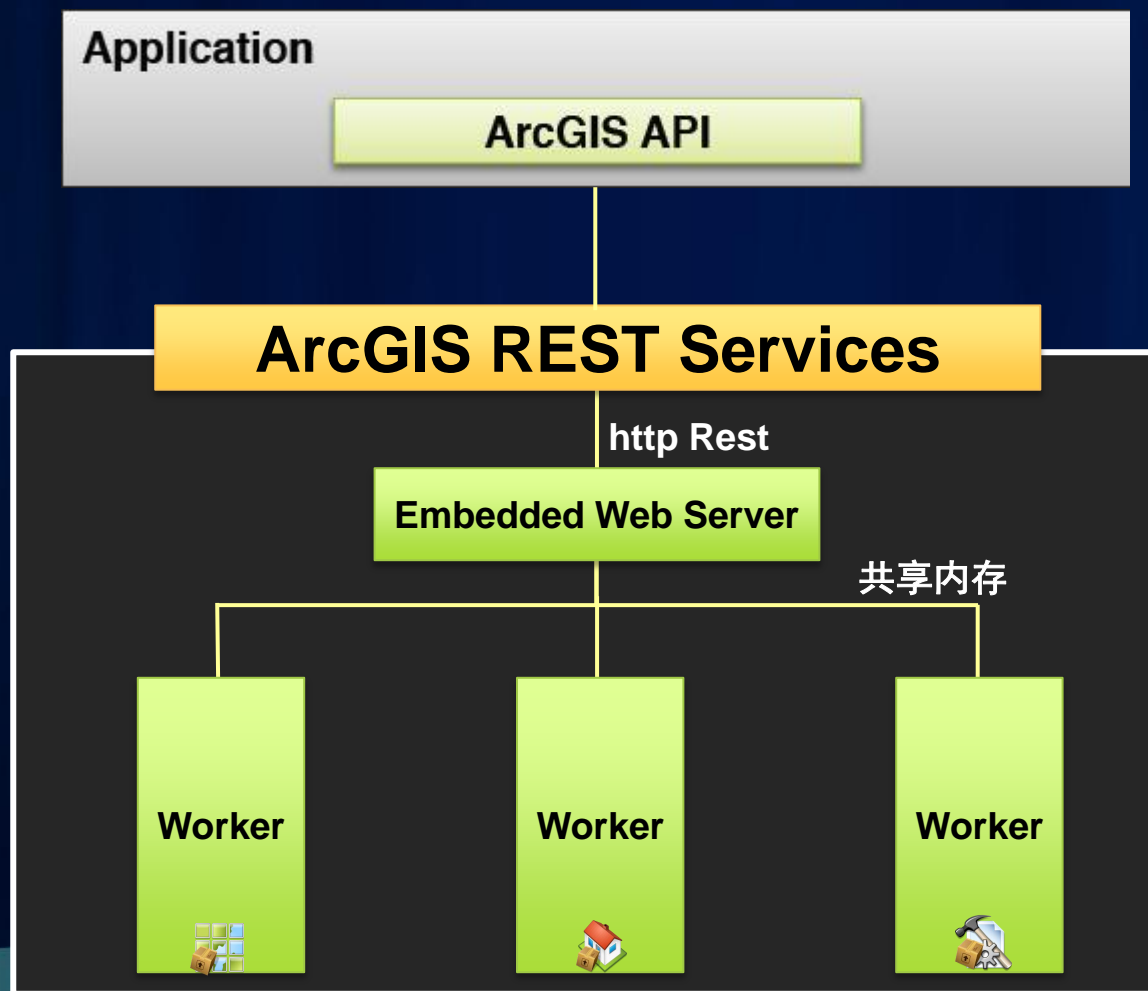 Application
ArcGIS API
ArcGIS REST Services
http Rest
Embedded Web Server
共享内存
Worker
Worker
Worker